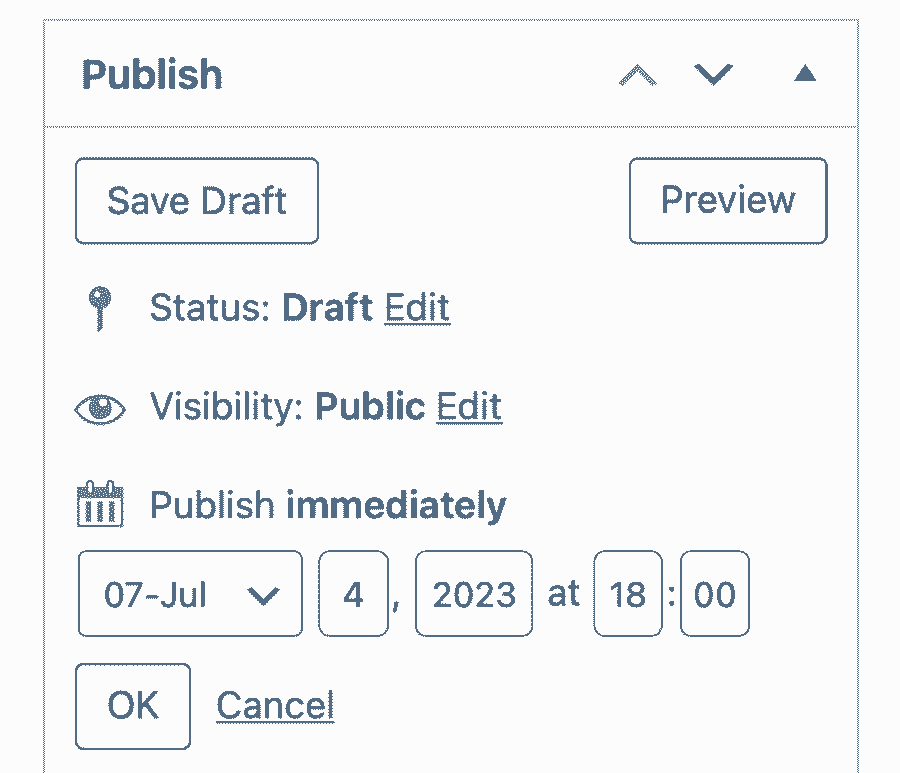 Publish
Save Draft Preview
Status: Draft Edit
Visibility: Public Edit
Publish immediately
07-Jul 4, 2023 at 18:00
OK Cancel